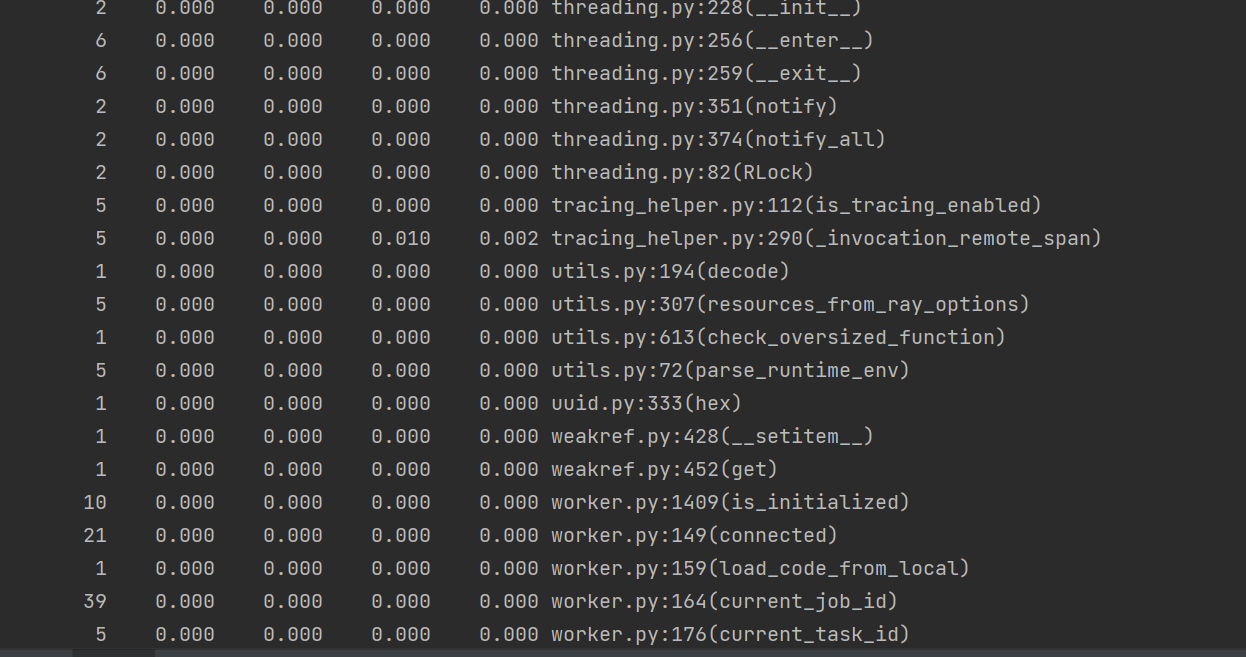 2 0.000 0.000 0.000 0.000 threading.py:228(__init__)
6 0.000 0.000 0.000 0.000 threading.py:256(__enter__)
6 0.000 0.000 0.000 0.000 threading.py:259(__exit__)
2 0.000 0.000 0.000 0.000 threading.py:351(notify)
2 0.000 0.000 0.000 0.000 threading.py:374(notify_all)
2 0.000 0.000 0.000 0.000 threading.py:82(RLock)
5 0.000 0.000 0.000 0.000 tracing_helper.py:112(is_tracing_enabled)
5 0.000 0.000 0.010 0.002 tracing_helper.py:290(_invocation_remote_span)
1 0.000 0.000 0.000 0.000 utils.py:194(decode)
5 0.000 0.000 0.000 0.000 utils.py:307(resources_from_ray_options)
1 0.000 0.000 0.000 0.000 utils.py:613(check_oversized_function)
5 0.000 0.000 0.000 0.000 utils.py:72(parse_runtime_env)
1 0.000 0.000 0.000 0.000 uuid.py:333(hex)
1 0.000 0.000 0.000 0.000 weakref.py:428(__setitem__)
1 0.000 0.000 0.000 0.000 weakref.py:452(get)
10 0.000 0.000 0.000 0.000 worker.py:1409(is_initialized)
21 0.000 0.000 0.000 0.000 worker.py:149(connected)
1 0.000 0.000 0.000 0.000 worker.py:159(load_code_from_local)
39 0.000 0.000 0.000 0.000 worker.py:164(current_job_id)
5 0.000 0.000 0.000 0.000 worker.py:176(current_task_id)